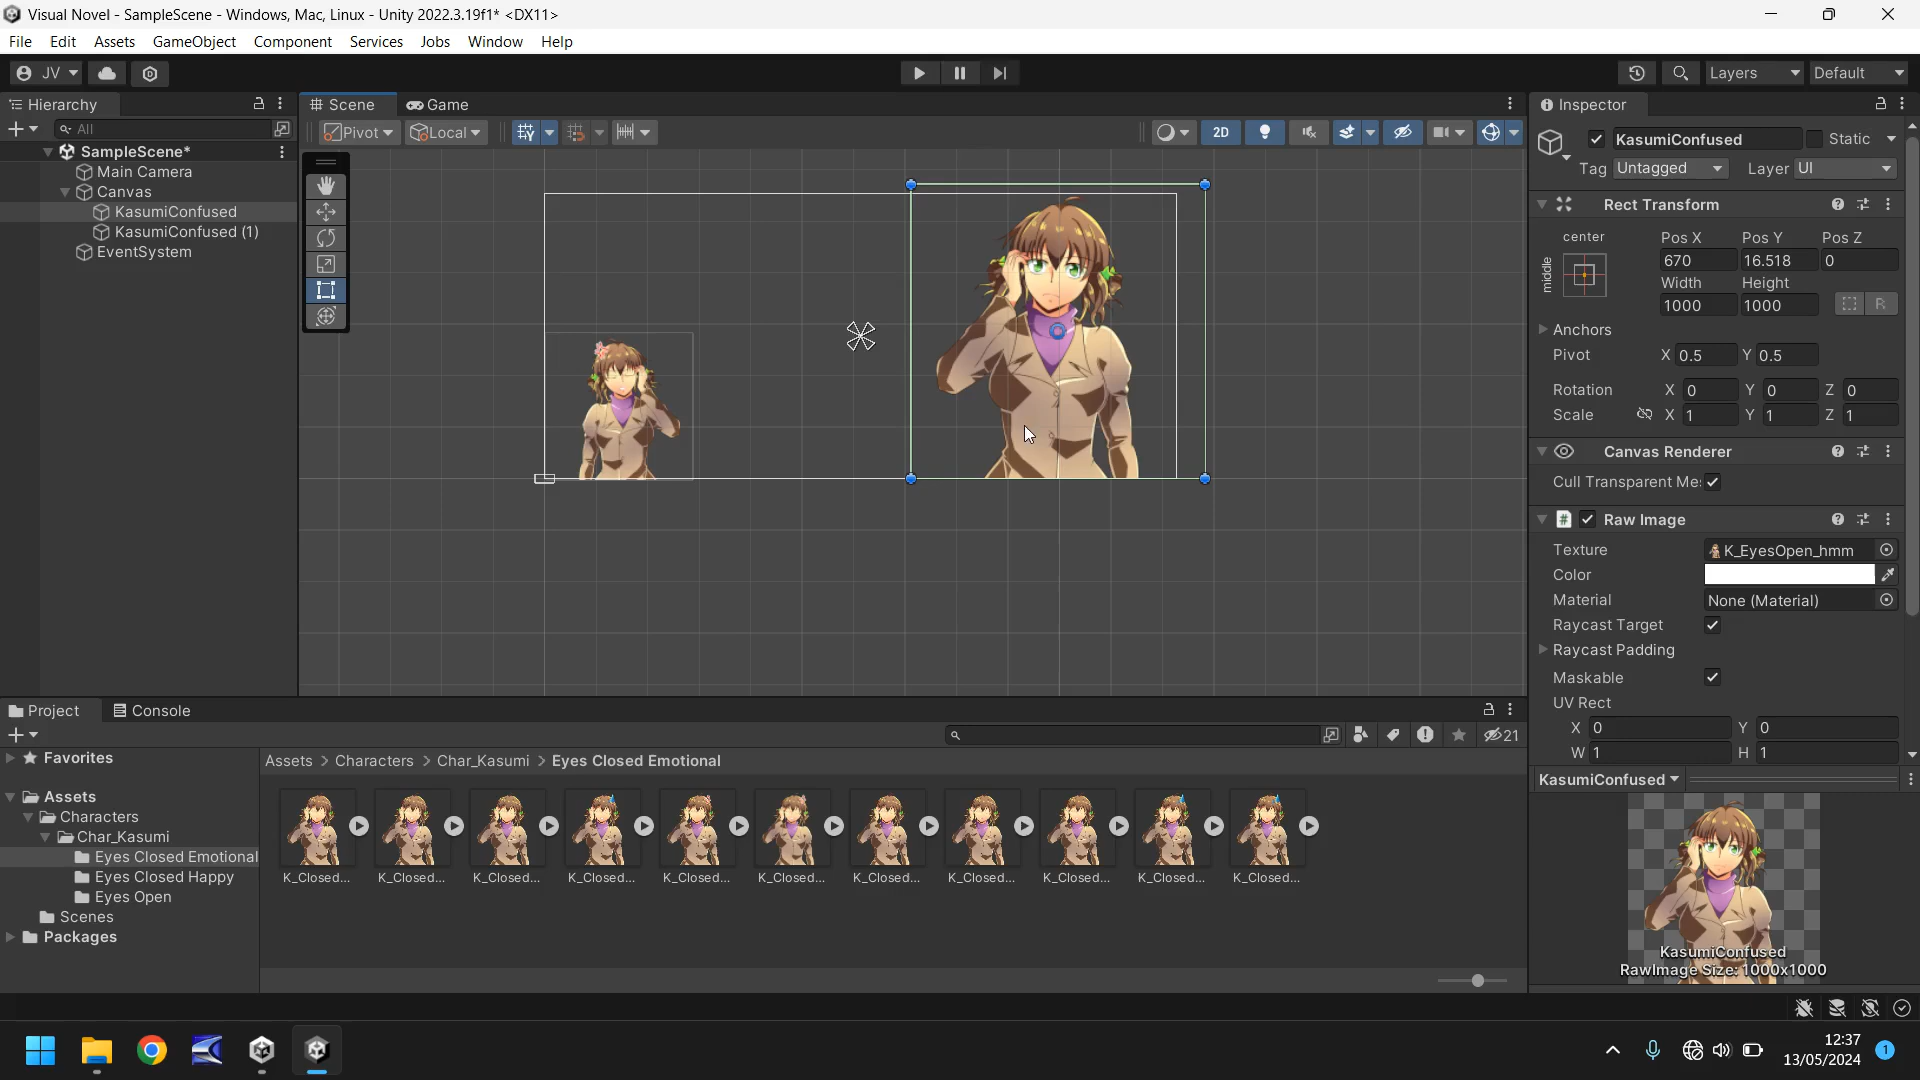 Visual Novel - SampleScene - Windows, Mac, Linux - Unity 2022.3.19f1* <DX11>
File Edit Assets GameObject Component Services Jobs Window Help
JV
Layers
Default
Hierarchy
All
SampleScene*
Main Camera
Canvas
KasumiConfused
KasumiConfused (1)
EventSystem
Scene
Game
Pivot
Local
2D
Inspector
KasumiConfused
Static
Tag Untagged
Layer UI
Rect Transform
center
middle
Pos X Pos Y Pos Z
670 16.518 0
Width Height
1000 1000
R
Anchors
Pivot X 0.5 Y 0.5
Rotation X 0 Y 0 Z 0
Scale X 1 Y 1 Z 1
Canvas Renderer
Cull Transparent Me:
Raw Image
Texture K_EyesOpen_hmm
Color
Material None (Material)
Raycast Target
Raycast Padding
Maskable
UV Rect
X 0 Y 0
W 1 H 1
KasumiConfused
KasumiConfused
RawImage Size: 1000x1000
Project
Console
21
Favorites
Assets
Characters
Char_Kasumi
Eyes Closed Emotional
Eyes Closed Happy
Eyes Open
Scenes
Packages
Assets > Characters > Char_Kasumi > Eyes Closed Emotional
K_Closed... K_Closed... K_Closed... K_Closed... K_Closed... K_Closed... K_Closed... K_Closed... K_Closed... K_Closed... K_Closed...
12:37
13/05/2024
1